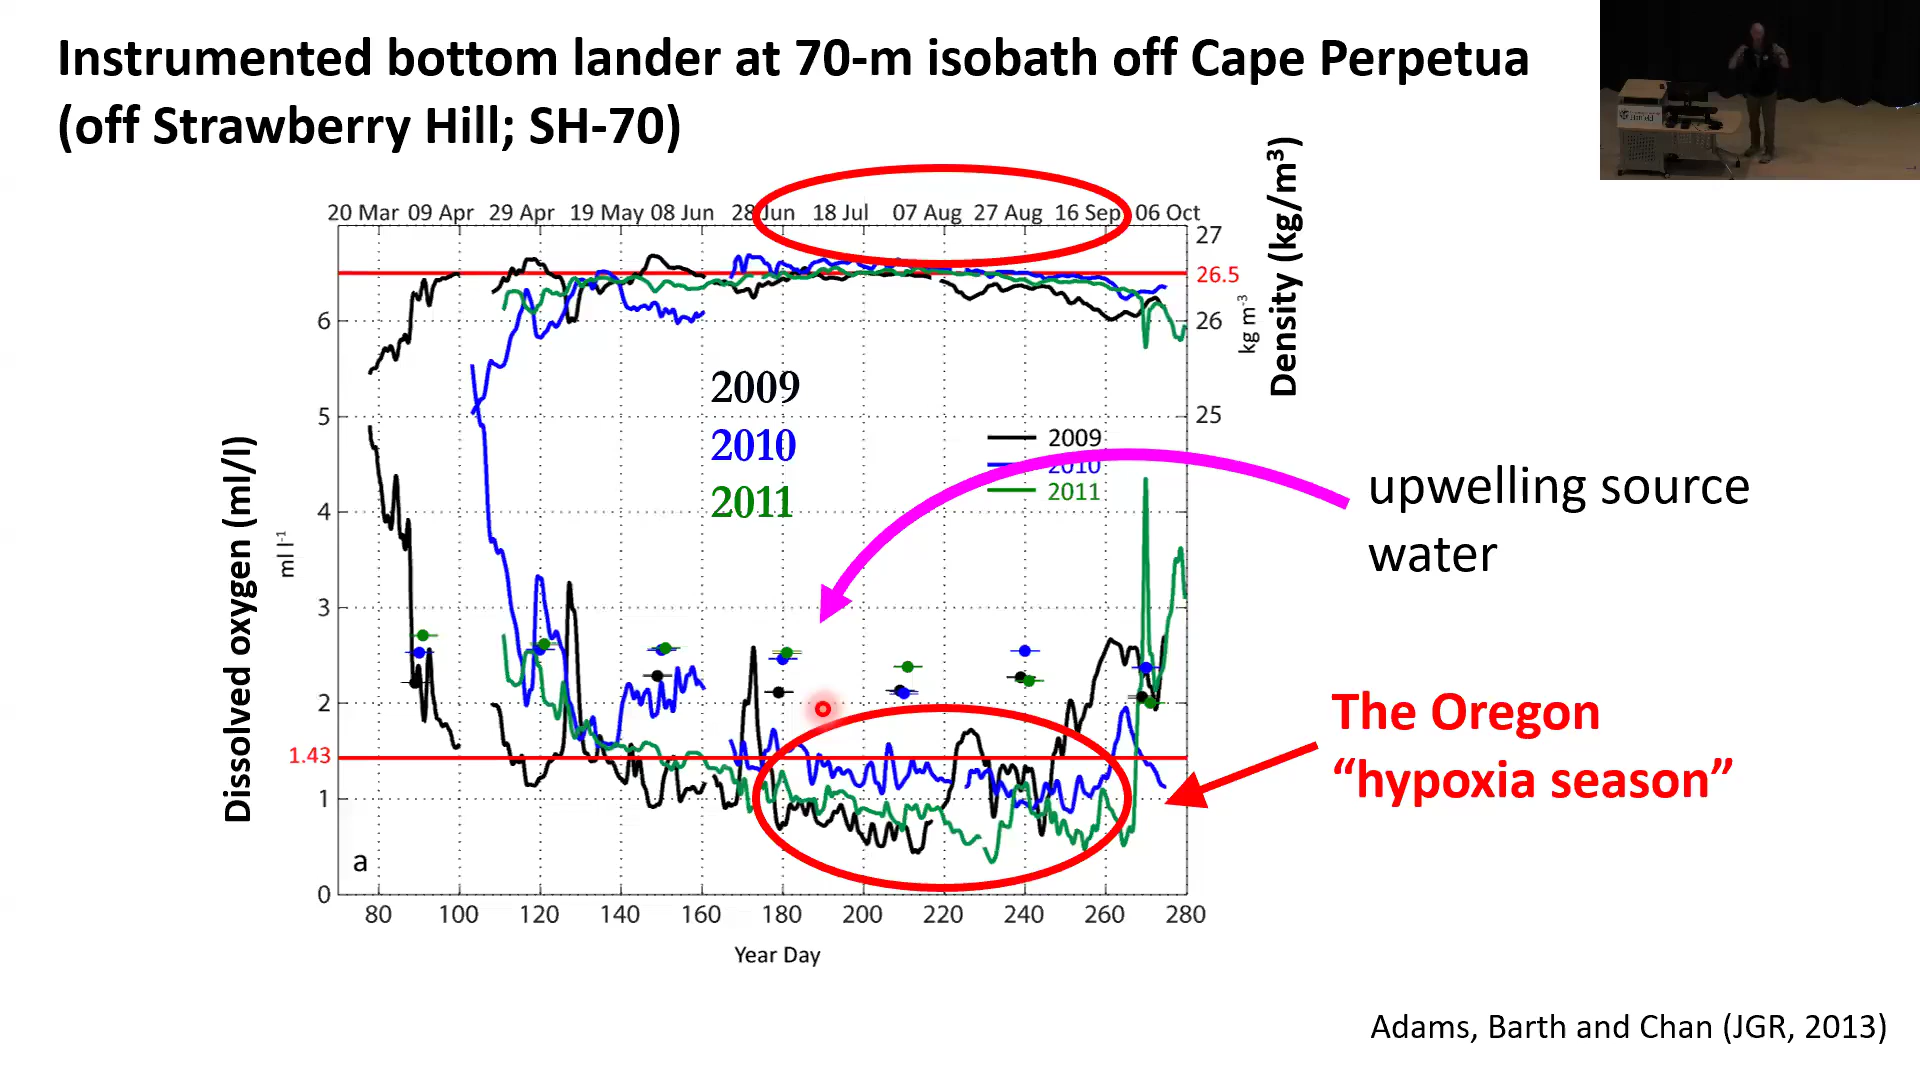 Instrumented bottom lander at 70-m isobath off Cape Perpetua
(off Strawberry Hill; SH-70)
20 Mar 09 Apr 29 Apr 19 May 08 Jun 28 Jun 18 Jul 07 Aug 27 Aug 16 Sep 06 Oct
27
26.5
26
25
kg m-3
Density (kg/m3)
Dissolved oxygen (ml/l)
ml l-1
6
5
4
3
2
1.43
1
0
2009
2010
2011
2009
2010
2011
upwelling source
water
The Oregon
“hypoxia season”
a
80 100 120 140 160 180 200 220 240 260 280
Year Day
Adams, Barth and Chan (JGR, 2013)